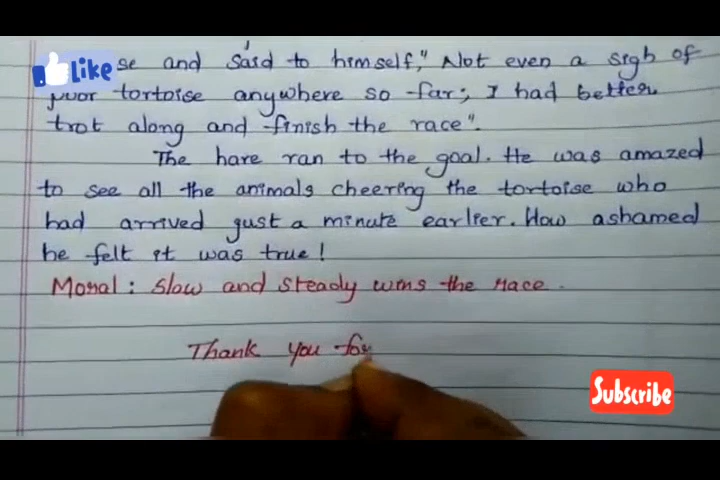 Like
se and said to himself," Not even a sigh of
poor tortoise anywhere so far; I had better
trot along and finish the race".
The hare ran to the goal. He was amazed
to see all the animals cheering the tortoise who
had arrived just a minute earlier. How ashamed
he felt it was true!
Moral : Slow and steady wins the race.
Thank you for
Subscribe